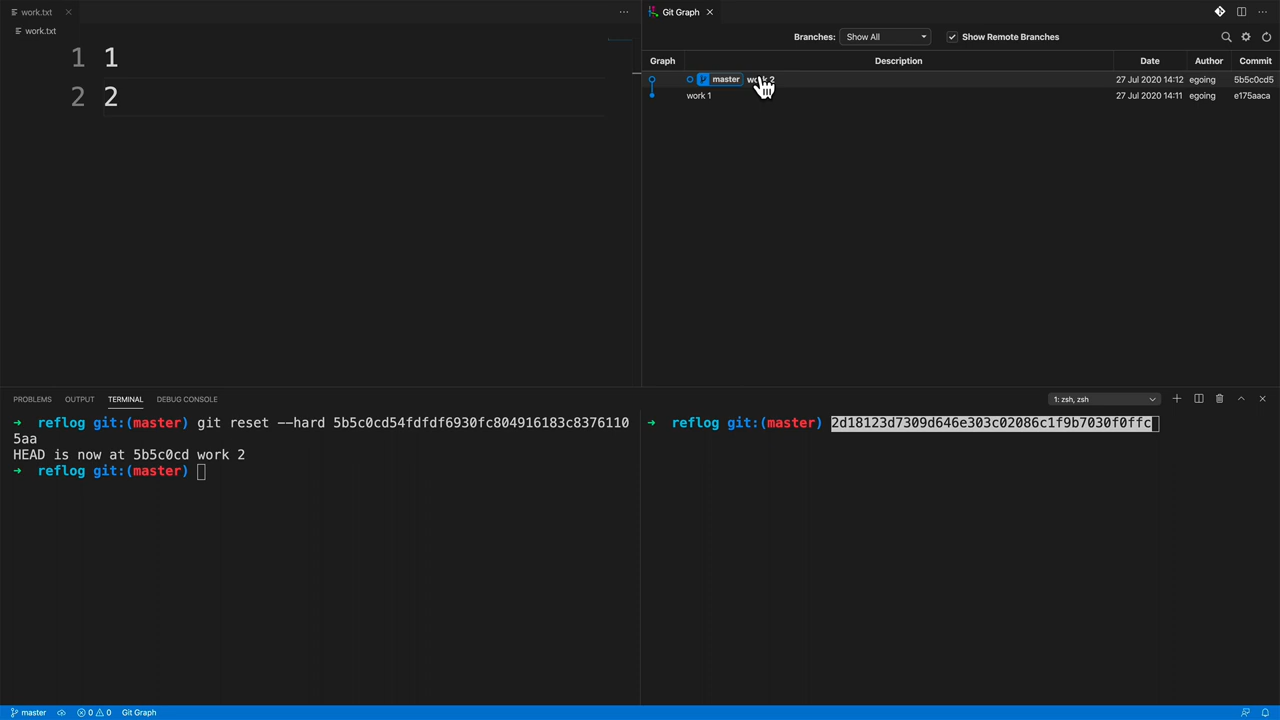 work.txt
work.txt
1 1
2 2
Git Graph
Branches: Show All Show Remote Branches
Graph Description Date Author Commit
master work 2 27 Jul 2020 14:12 egoing 5b5c0cd5
work 1 27 Jul 2020 14:11 egoing e175aaca
PROBLEMS OUTPUT TERMINAL DEBUG CONSOLE 1: zsh, zsh
→ reflog git:(master) git reset --hard 5b5c0cd54fdfdf6930fc804916183c8376110
5aa
HEAD is now at 5b5c0cd work 2
→ reflog git:(master)
→ reflog git:(master) 2d18123d7309d646e303c02086c1f9b7030f0ffc
master 0 0 Git Graph